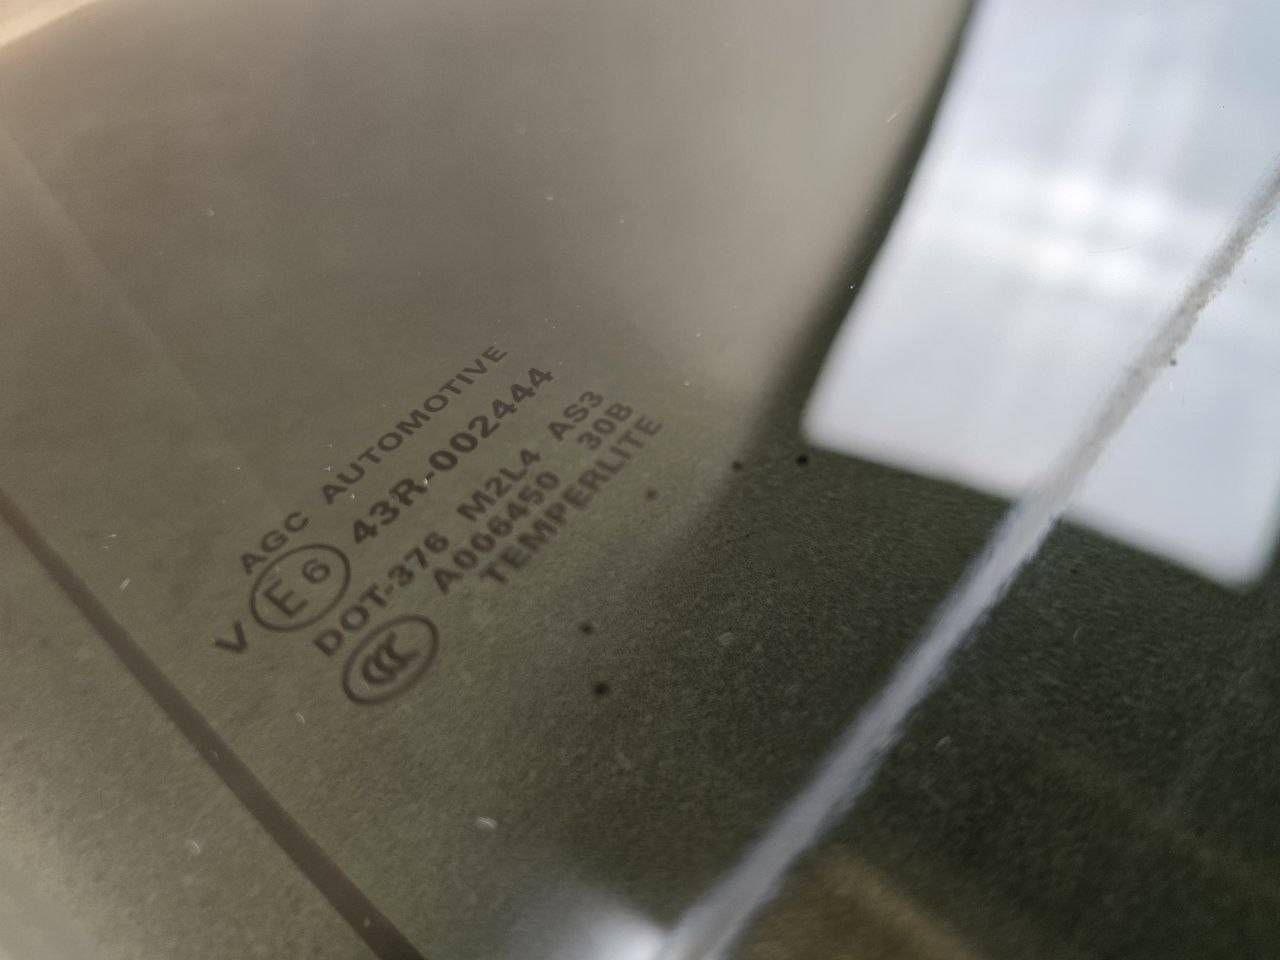 AGC AUTOMOTIVE
V E6 43R-002444
DOT-376 M2L4 AS3
CCC A006450 30B
TEMPERLITE